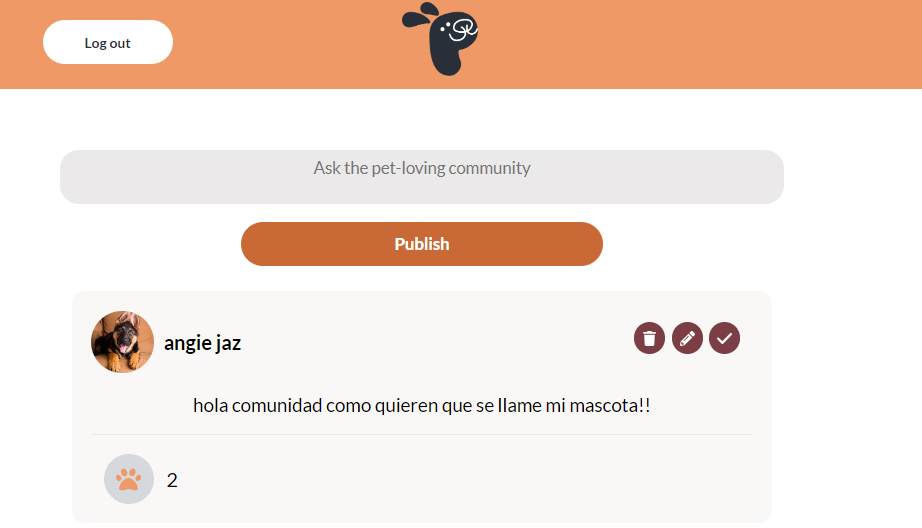 Log out
Ask the pet-loving community
Publish
angie jaz
hola comunidad como quieren que se llame mi mascota!!
2